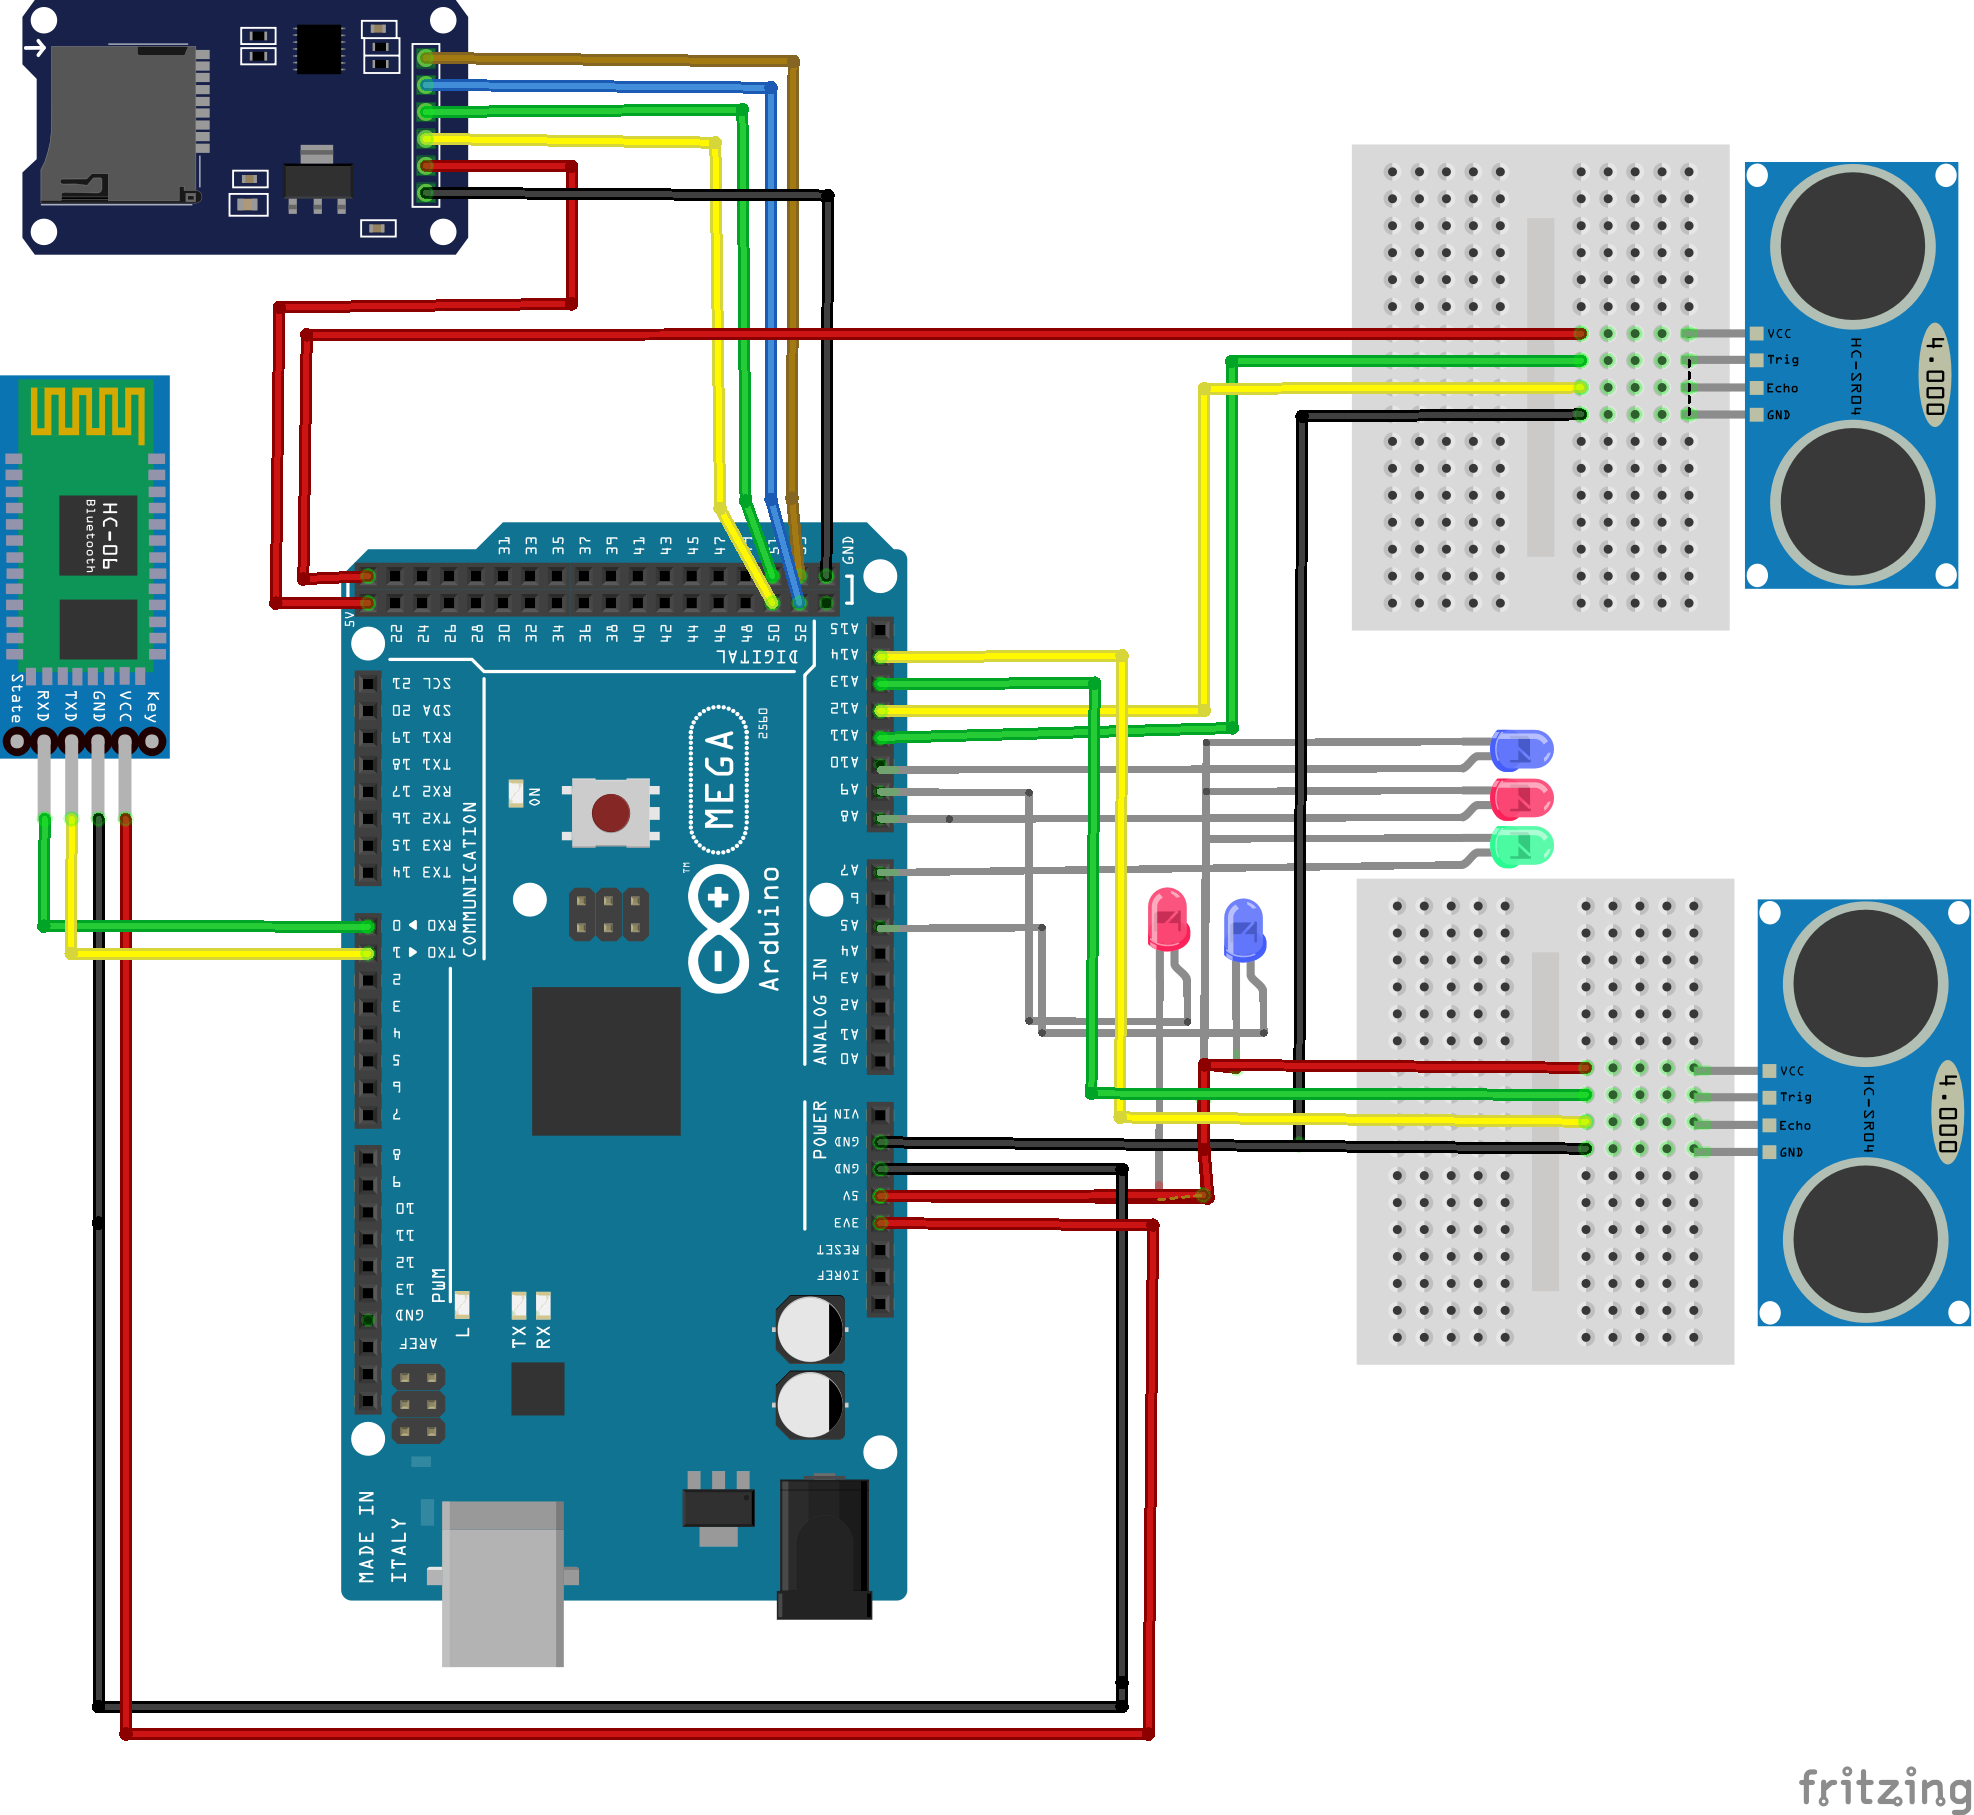 HC-06
Bluetooth
State
RXD
TXD
GND
VCC
Key
VCC
Trig
Echo
GND
HC-SR04
4.000
31
33
35
37
39
41
43
45
47
GND
5V
22
24
26
28
30
32
34
36
38
40
42
44
46
48
50
52
DIGITAL
SCL 21
SDA 20
RX1 19
TX1 18
RX2 17
TX2 16
RX3 15
TX3 14
RXD ◄ 0
TXD ► 1
2
3
4
5
6
7
8
9
10
11
12
13
GND
AREF
COMMUNICATION
PWM
ON
2560
MEGA
TM
Arduino
A15
A14
A13
A12
A11
A10
A9
A8
A7
6
A5
A4
A3
A2
A1
A0
ANALOG IN
POWER
VIN
GND
GND
5V
3V3
RESET
IOREF
L
TX
RX
MADE IN
ITALY
VCC
Trig
Echo
GND
HC-SR04
4.000
fritzing